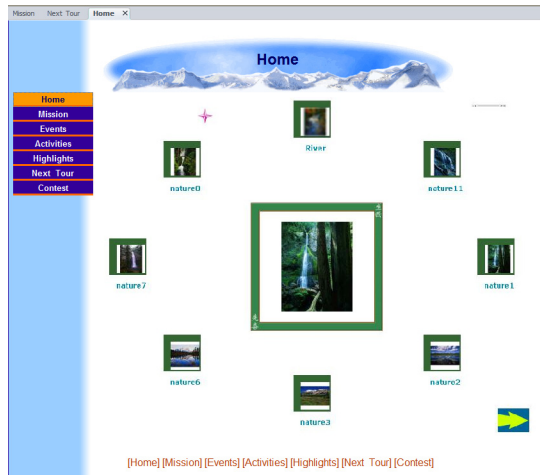 Mission Next Tour Home X
Home
Home
Mission
Events
Activities
Highlights
Next Tour
Contest
River
nature0
nature11
nature7
nature1
nature6
nature2
nature3
[Home] [Mission] [Events] [Activities] [Highlights] [Next Tour] [Contest]